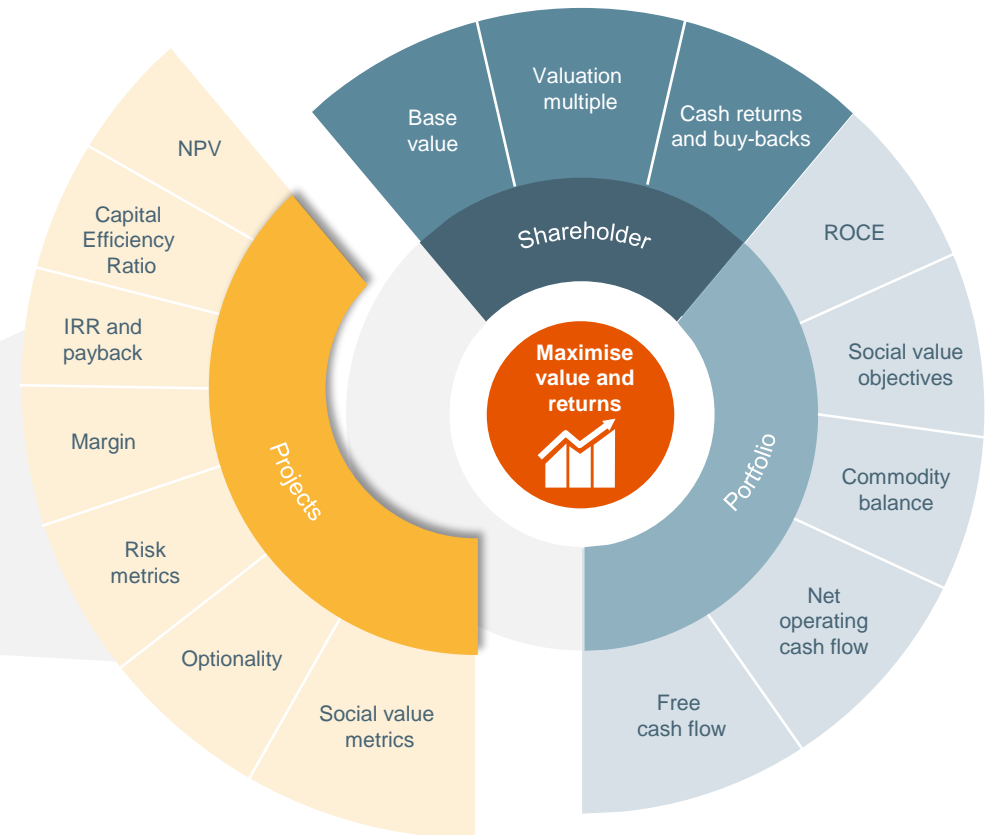 Maximise
value and
returns
Shareholder
Base
value
Valuation
multiple
Cash returns
and buy-backs
Portfolio
ROCE
Social value
objectives
Commodity
balance
Net
operating
cash flow
Free
cash flow
Projects
NPV
Capital
Efficiency
Ratio
IRR and
payback
Margin
Risk
metrics
Optionality
Social value
metrics